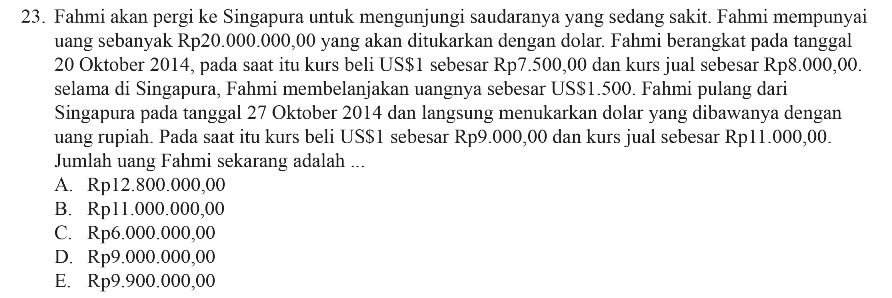 23. Fahmi akan pergi ke Singapura untuk mengunjungi saudaranya yang sedang sakit. Fahmi mempunyai
uang sebanyak Rp20.000.000,00 yang akan ditukarkan dengan dolar. Fahmi berangkat pada tanggal
20 Oktober 2014, pada saat itu kurs beli US$1 sebesar Rp7.500,00 dan kurs jual sebesar Rp8.000,00.
selama di Singapura, Fahmi membelanjakan uangnya sebesar US$1.500. Fahmi pulang dari
Singapura pada tanggal 27 Oktober 2014 dan langsung menukarkan dolar yang dibawanya dengan
uang rupiah. Pada saat itu kurs beli US$1 sebesar Rp9.000,00 dan kurs jual sebesar Rp11.000,00.
Jumlah uang Fahmi sekarang adalah ...
A. Rp12.800.000,00
B. Rp11.000.000,00
C. Rp6.000.000,00
D. Rp9.000.000,00
E. Rp9.900.000,00